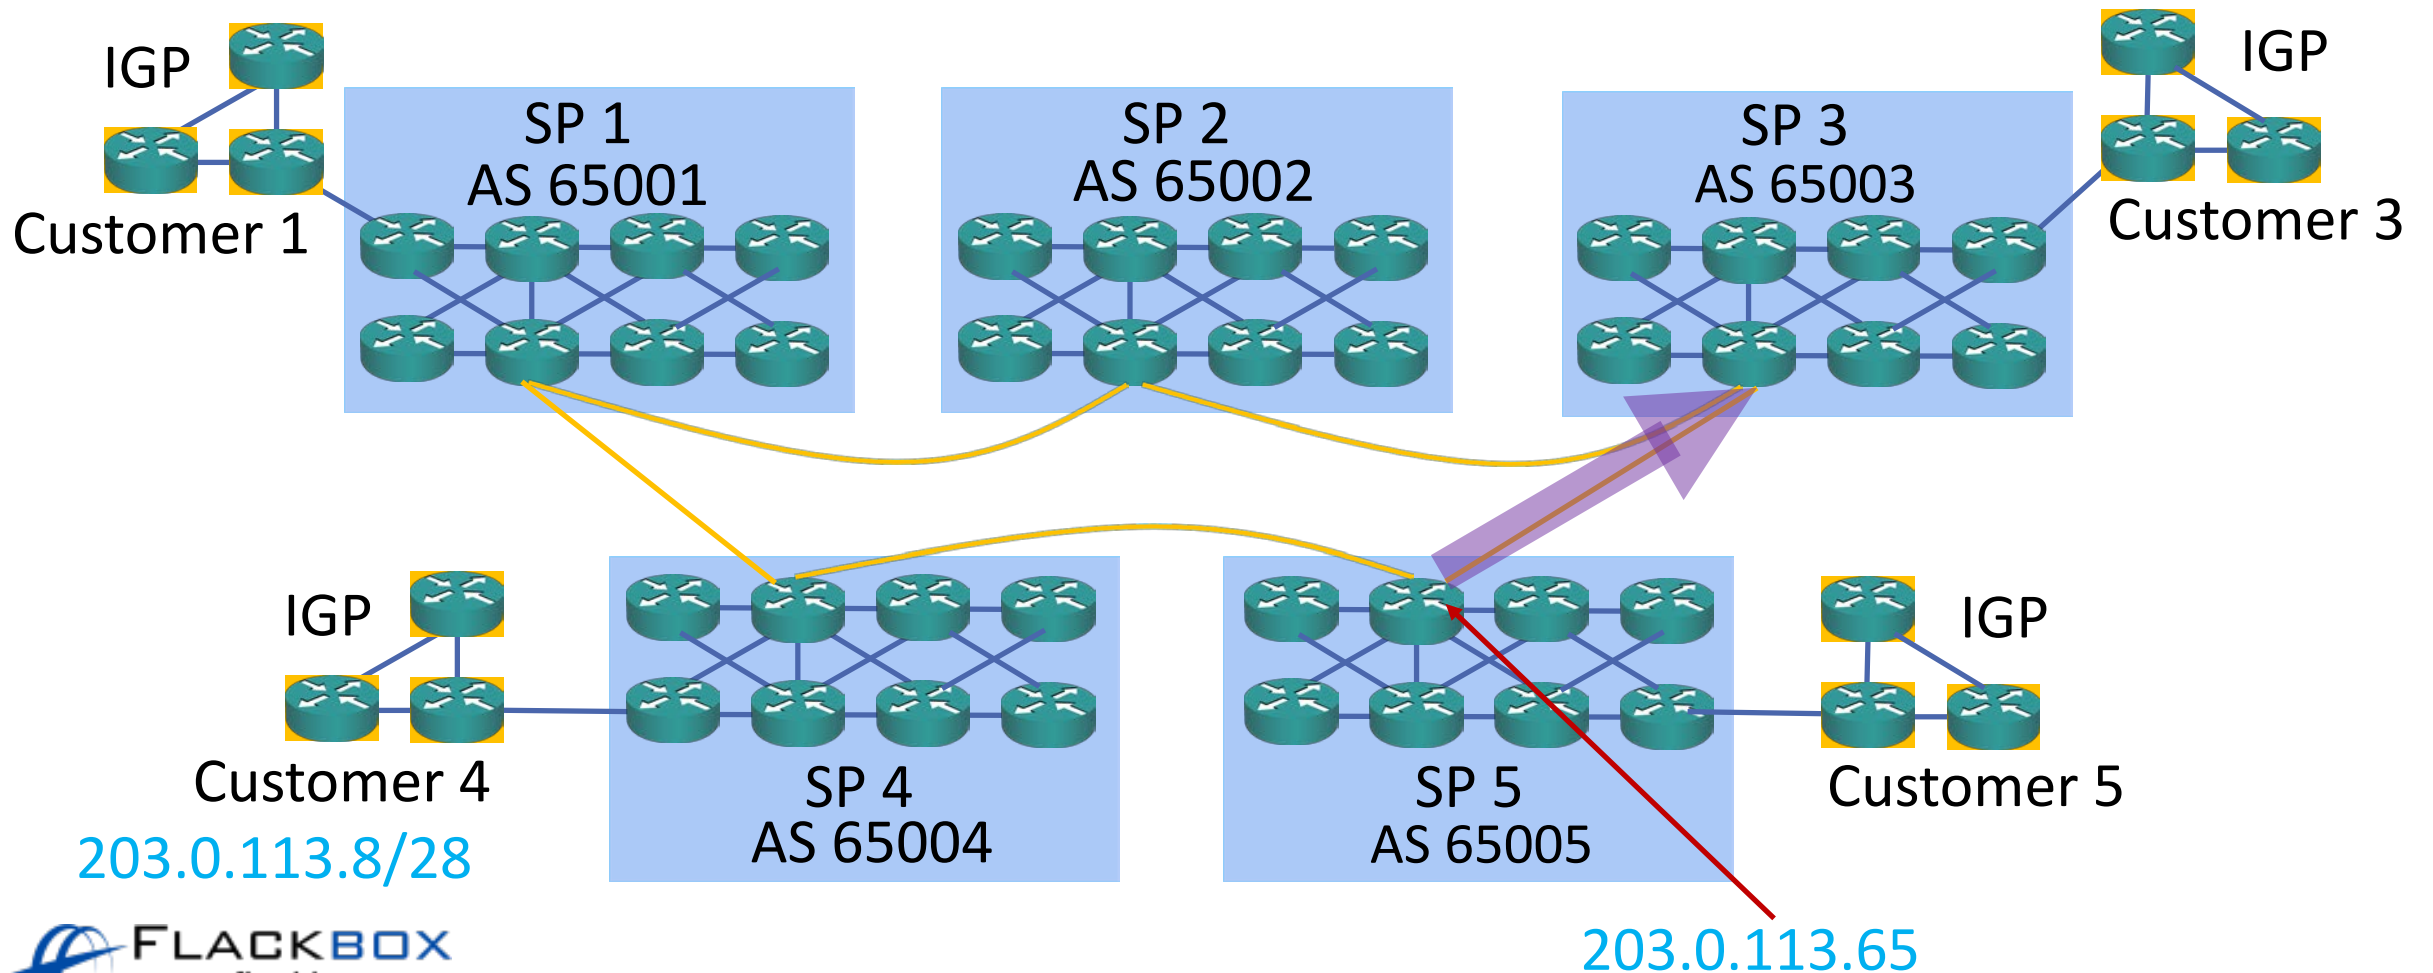 IGP
SP 1
AS 65001
Customer 1
SP 2
AS 65002
SP 3
AS 65003
IGP
Customer 3
IGP
Customer 4
203.0.113.8/28
SP 4
AS 65004
SP 5
AS 65005
IGP
Customer 5
203.0.113.65
FLACKBOX